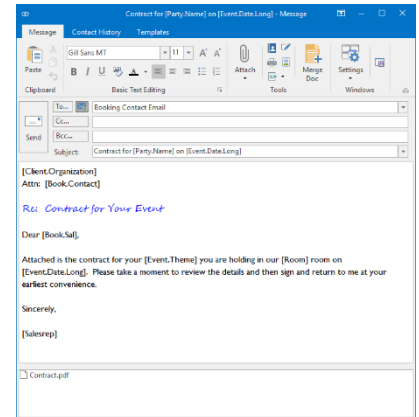 Contract for [Party.Name] on [Event.Date.Long] - Message
Message Contact History Templates
Gill Sans MT 11 A A
Paste B I U A Attach Merge Doc Settings
Clipboard Basic Text Editing Tools Windows
To... Booking Contact Email
Cc...
Send Bcc...
Subject: Contract for [Party.Name] on [Event.Date.Long]
[Client.Organization]
Attn: [Book.Contact]
Re: Contract for Your Event
Dear [Book.Sal],
Attached is the contract for your [Event.Theme] you are holding in our [Room] room on
[Event.Date.Long]. Please take a moment to review the details and then sign and return to me at your
earliest convenience.
Sincerely,
[Salesrep]
Contract.pdf